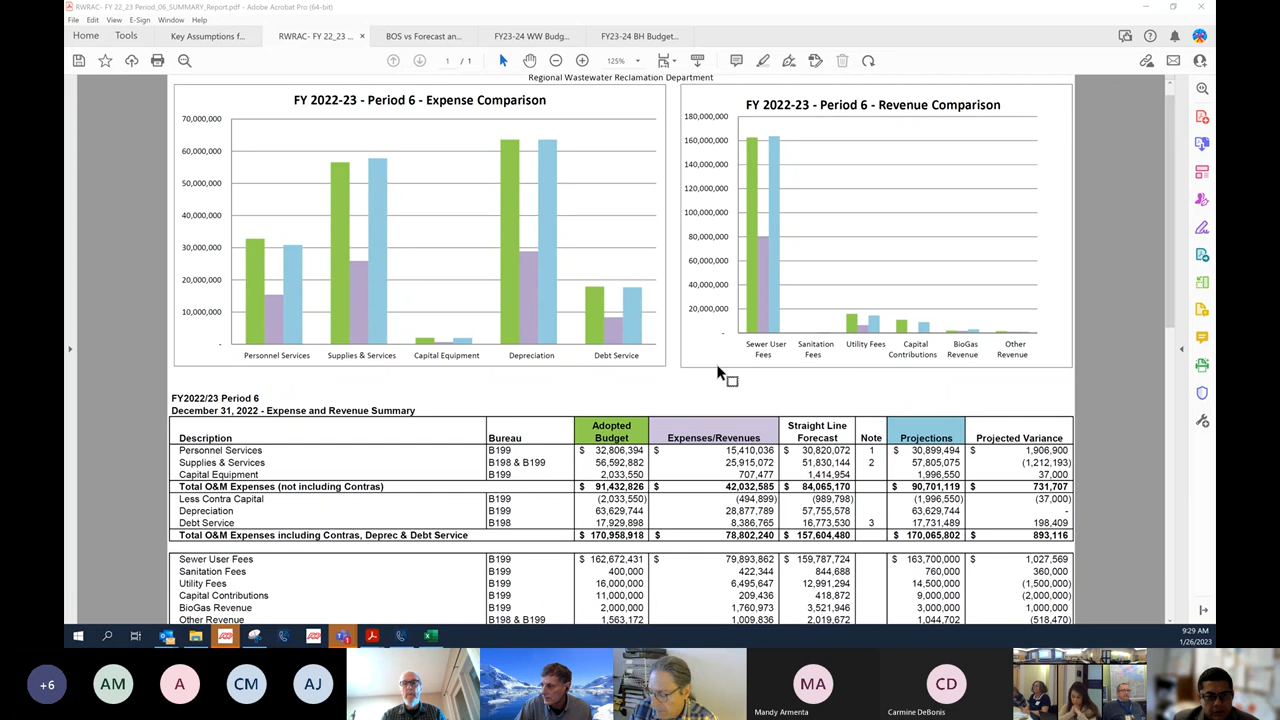 RWRAC- FY 22_23 Period_06_SUMMARY_Report.pdf - Adobe Acrobat Pro (64-bit)
File Edit View E-Sign Window Help
Home Tools Key Assumptions f... RWRAC- FY 22_23 ... × BOS vs Forecast an... FY23-24 WW Budg... FY23-24 BH Budget...
1 / 1 125%
Regional Wastewater Reclamation Department
FY 2022-23 - Period 6 - Expense Comparison
70,000,000
60,000,000
50,000,000
40,000,000
30,000,000
20,000,000
10,000,000
-
Personnel Services Supplies & Services Capital Equipment Depreciation Debt Service
FY 2022-23 - Period 6 - Revenue Comparison
180,000,000
160,000,000
140,000,000
120,000,000
100,000,000
80,000,000
60,000,000
40,000,000
20,000,000
-
Sewer User Fees Sanitation Fees Utility Fees Capital Contributions BioGas Revenue Other Revenue
FY2022/23 Period 6
December 31, 2022 - Expense and Revenue Summary
Description Bureau Adopted Budget Expenses/Revenues Straight Line Forecast Note Projections Projected Variance
Personnel Services B199 $ 32,806,394 $ 15,410,036 $ 30,820,072 1 $ 30,899,494 $ 1,906,900
Supplies & Services B198 & B199 56,592,882 25,915,072 51,830,144 2 57,805,075 (1,212,193)
Capital Equipment B199 2,033,550 707,477 1,414,954 1,996,550 37,000
Total O&M Expenses (not including Contras) $ 91,432,826 $ 42,032,585 $ 84,065,170 $ 90,701,119 $ 731,707
Less Contra Capital B199 (2,033,550) (494,899) (989,798) (1,996,550) (37,000)
Depreciation B199 63,629,744 28,877,789 57,755,578 63,629,744 -
Debt Service B198 17,929,898 8,386,765 16,773,530 3 17,731,489 198,409
Total O&M Expenses including Contras, Deprec & Debt Service $ 170,958,918 $ 78,802,240 $ 157,604,480 $ 170,065,802 $ 893,116
Sewer User Fees B199 $ 162,672,431 $ 79,893,862 $ 159,787,724 $ 163,700,000 $ 1,027,569
Sanitation Fees B199 400,000 422,344 844,688 760,000 360,000
Utility Fees B199 16,000,000 6,495,647 12,991,294 14,500,000 (1,500,000)
Capital Contributions B199 11,000,000 209,436 418,872 9,000,000 (2,000,000)
BioGas Revenue B199 2,000,000 1,760,973 3,521,946 3,000,000 1,000,000
Other Revenue B198 & B199 1,563,172 1,009,836 2,019,672 1,044,702 (518,470)
9:29 AM
1/26/2023
+6 AM A CM AJ MA CD
Mandy Armenta Carmine DeBonis